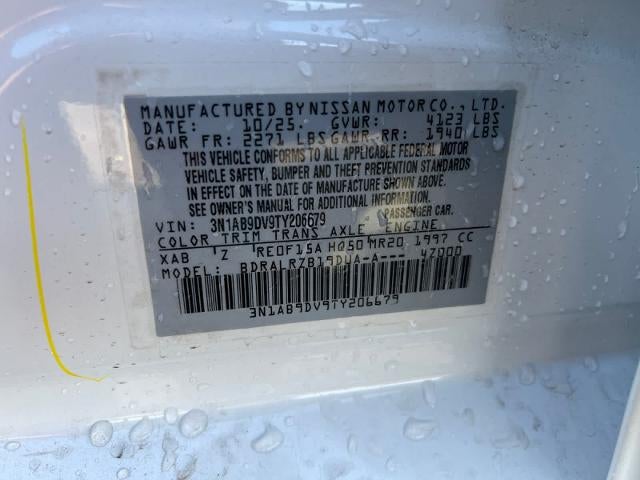 MANUFACTURED BY NISSAN MOTOR CO., LTD.
DATE: 10/25. GVWR: 4123 LBS
GAWR FR: 2271 LBS GAWR RR: 1940 LBS
THIS VEHICLE CONFORMS TO ALL APPLICABLE FEDERAL MOTOR
VEHICLE SAFETY, BUMPER AND THEFT PREVENTION STANDARDS
IN EFFECT ON THE DATE OF MANUFACTURE SHOWN ABOVE.
SEE OWNER'S MANUAL FOR ADDITIONAL INFORMATION.
VIN: 3N1AB9DV9TY206679 PASSENGER CAR.
COLOR TRIM TRANS AXLE ENGINE
XAB Z RE0F15A HQ50 MR20 1997 CC
MODEL: BDRALRZB19DUA-A--- 4Z000
3N1AB9DV9TY206679